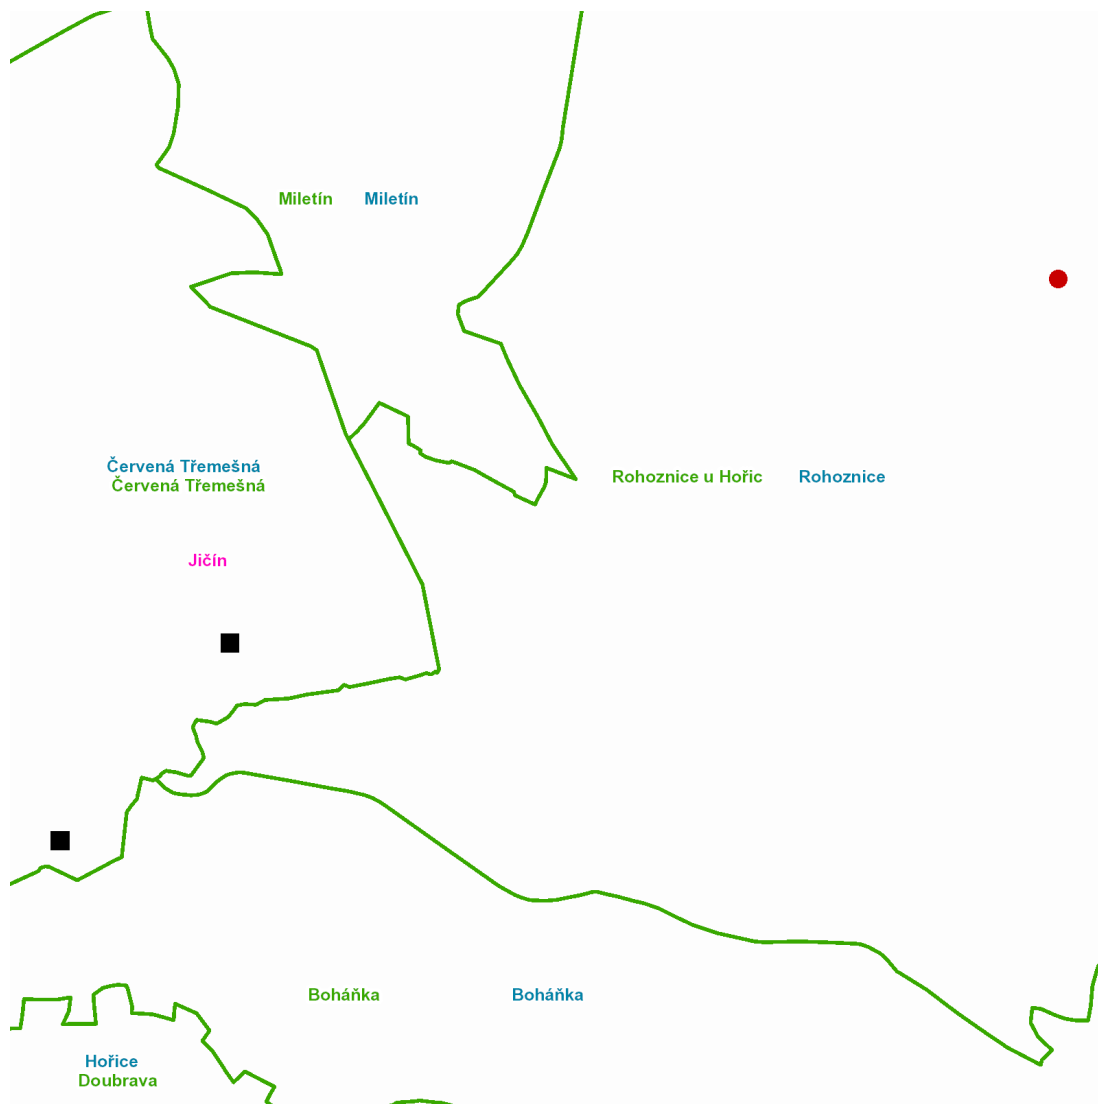 Miletín Miletín
Červená Třemešná
Červená Třemešná
Rohoznice u Hořic Rohoznice
Jičín
Boháňka Boháňka
Hořice
Doubrava